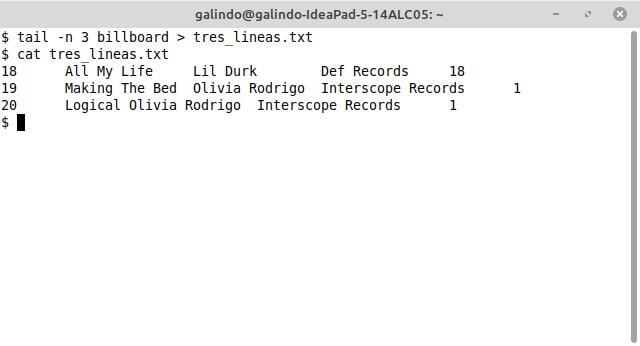 galindo@galindo-IdeaPad-5-14ALC05: ~
$ tail -n 3 billboard > tres_lineas.txt
$ cat tres_lineas.txt
18      All My Life     Lil Durk        Def Records     18
19      Making The Bed  Olivia Rodrigo  Interscope Records      1
20      Logical Olivia Rodrigo  Interscope Records      1
$